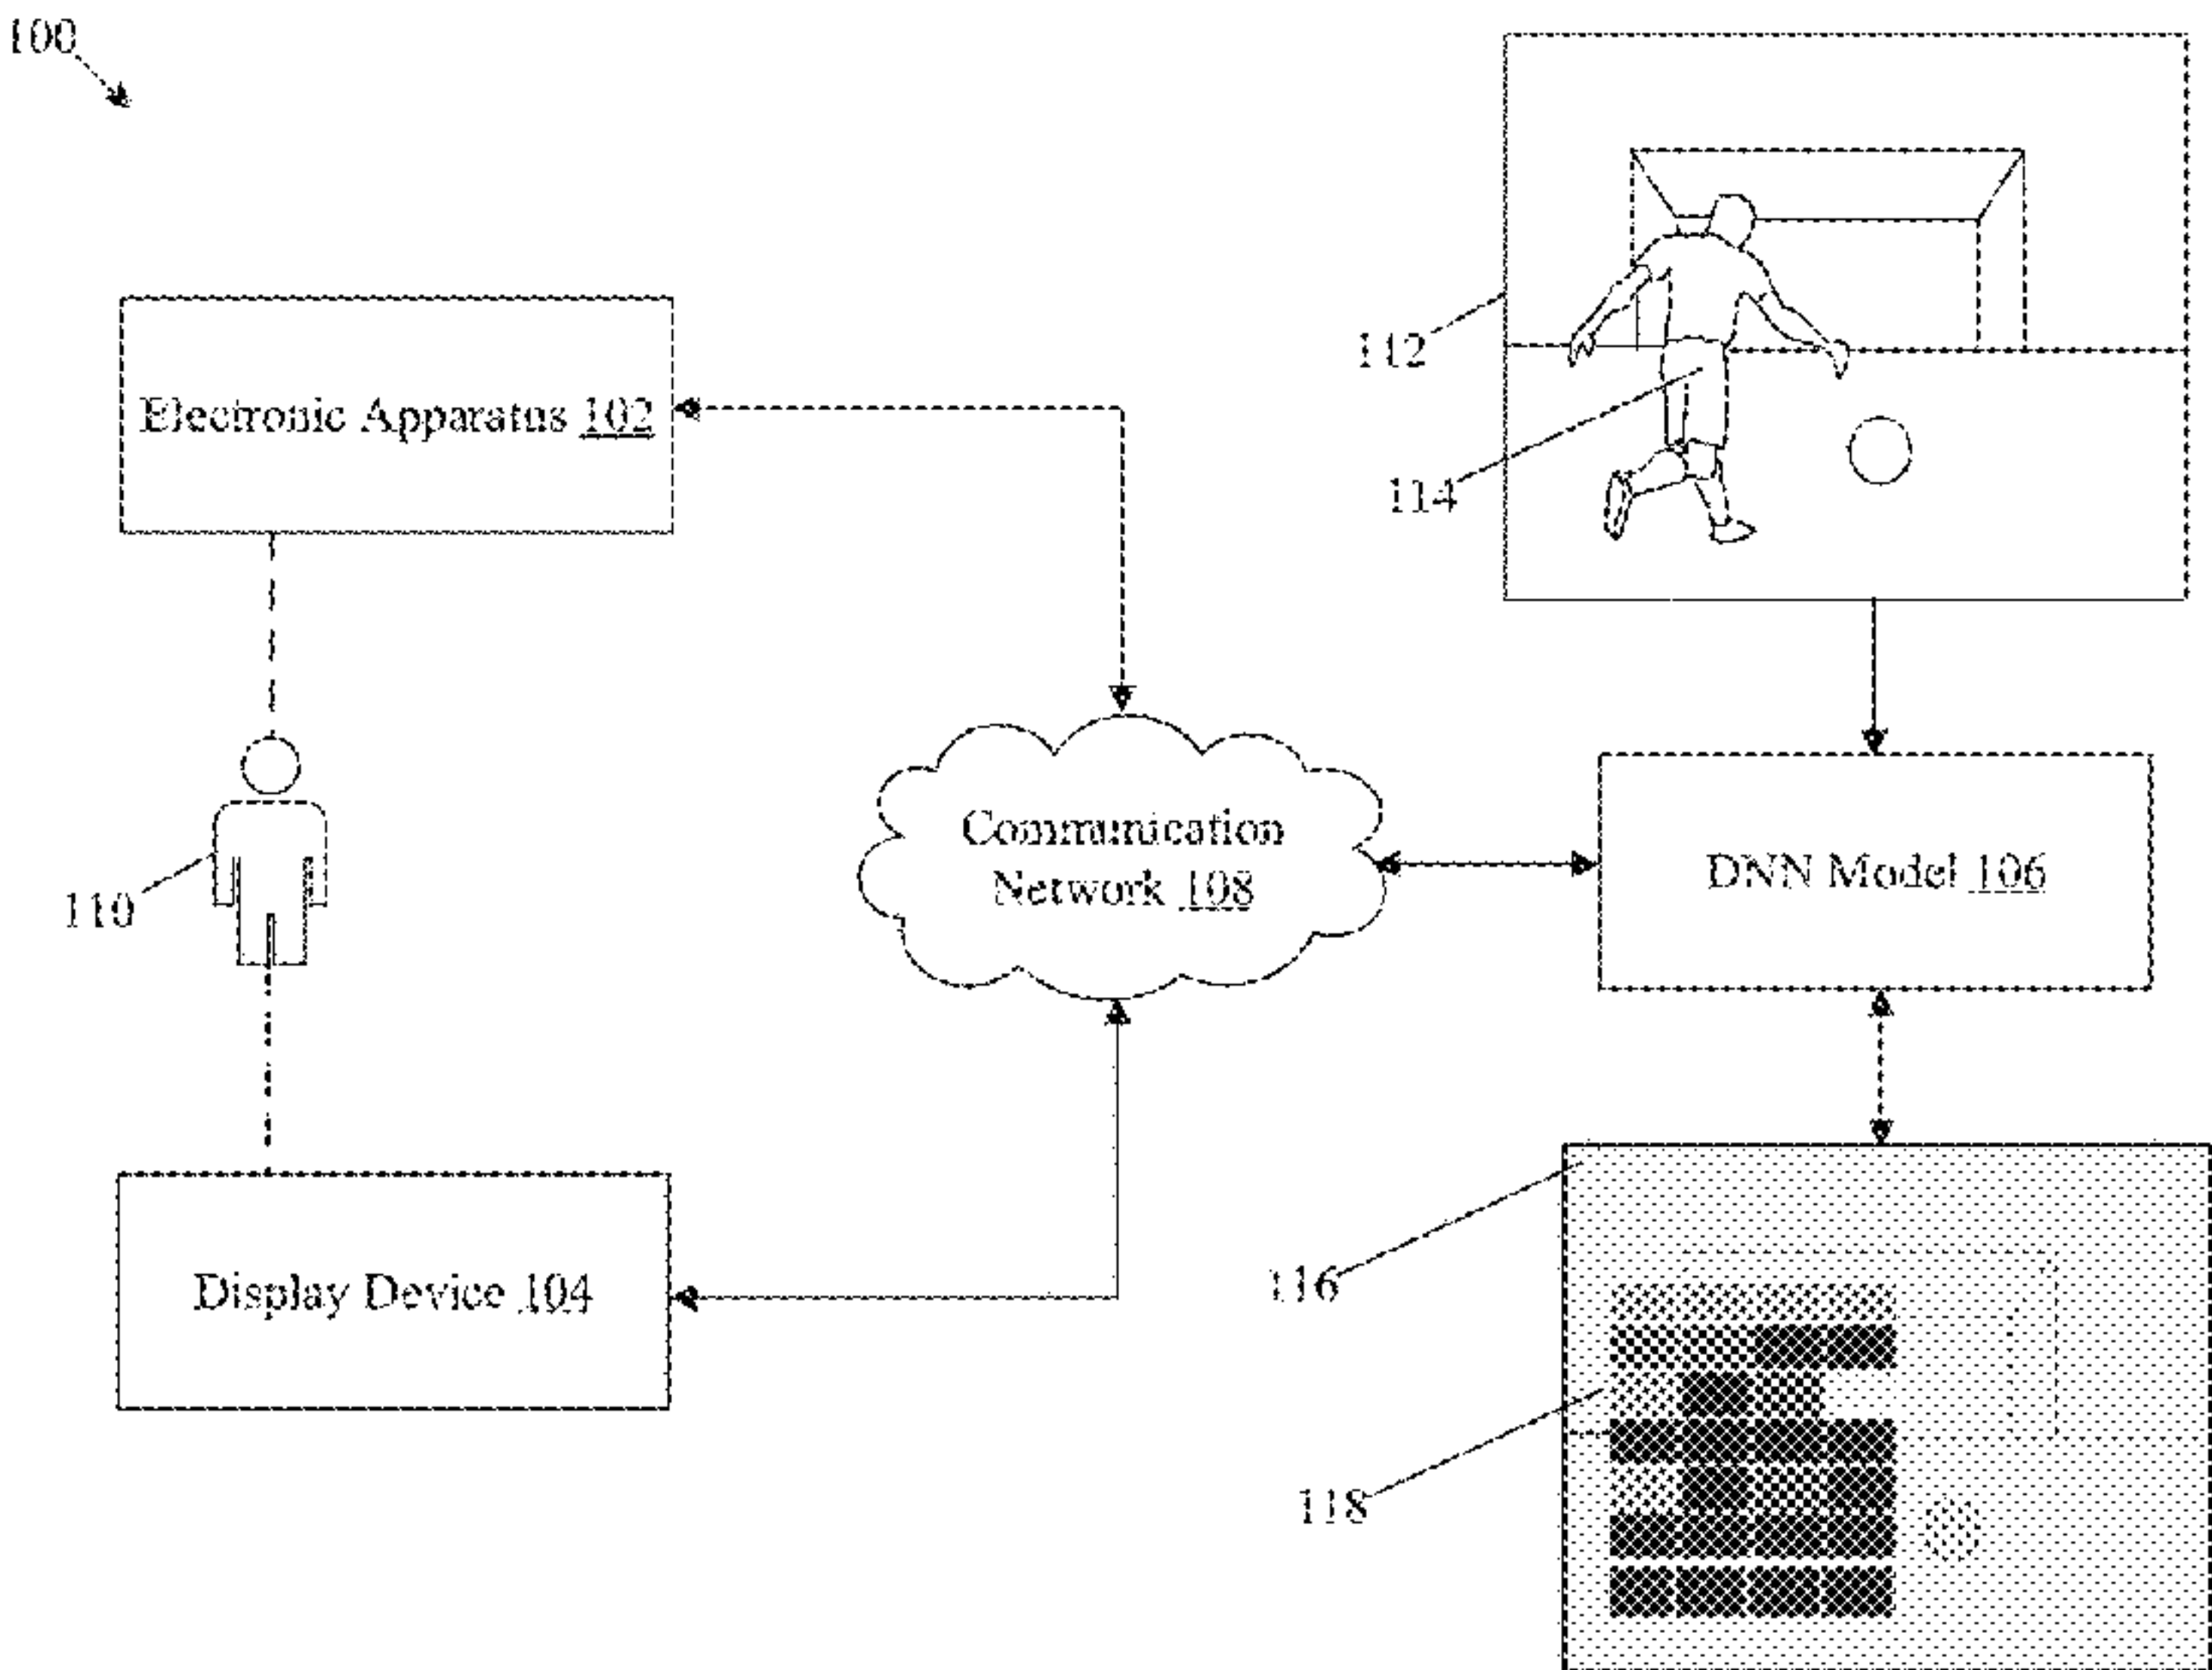 100
112
Electronic Apparatus 102
114
Communication
Network 108
DNN Model 106
110
116
Display Device 104
118